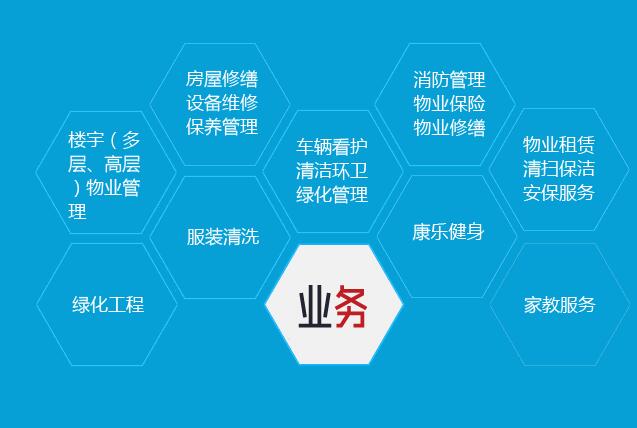 房屋修缮
设备维修
保养管理
消防管理
物业保险
物业修缮
楼宇（多
层、高层
）物业管
理
车辆看护
清洁环卫
绿化管理
物业租赁
清扫保洁
安保服务
服装清洗
康乐健身
绿化工程
业务
家教服务